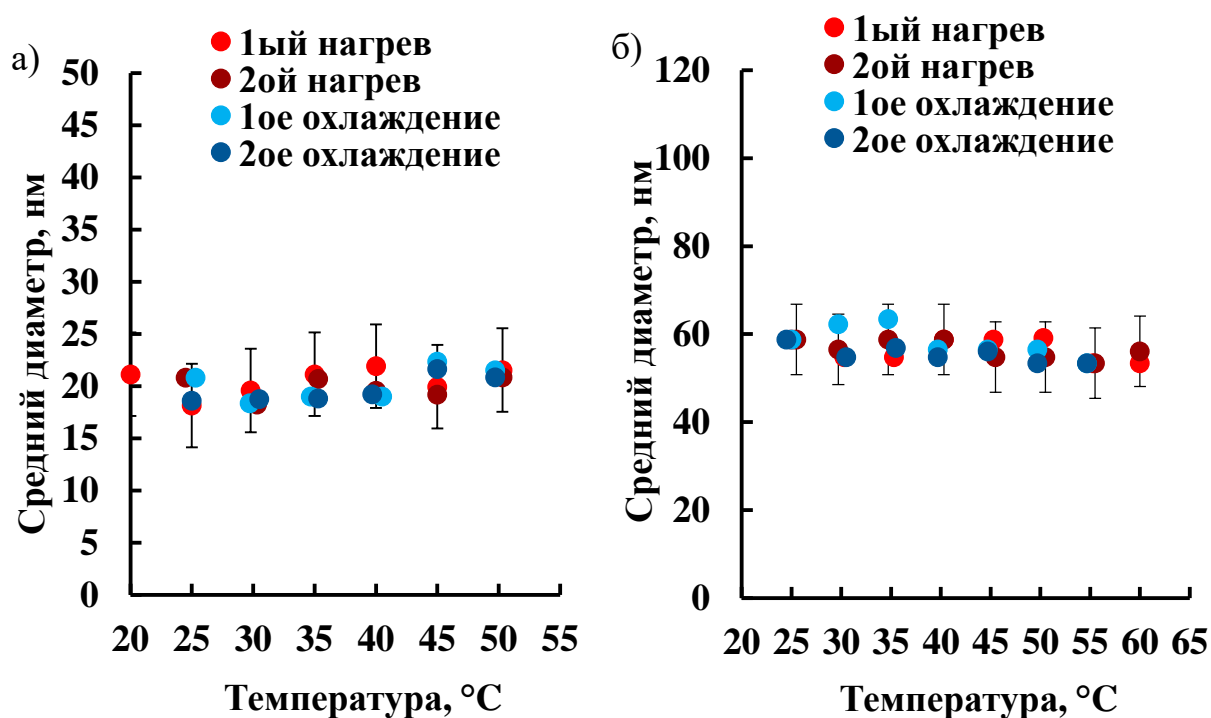 а)
1ый нагрев
2ой нагрев
1ое охлаждение
2ое охлаждение
Средний диаметр, нм
50
45
40
35
30
25
20
15
10
5
0
20 25 30 35 40 45 50 55
Температура, °C
б)
1ый нагрев
2ой нагрев
1ое охлаждение
2ое охлаждение
Средний диаметр, нм
120
100
80
60
40
20
0
20 25 30 35 40 45 50 55 60 65
Температура, °C